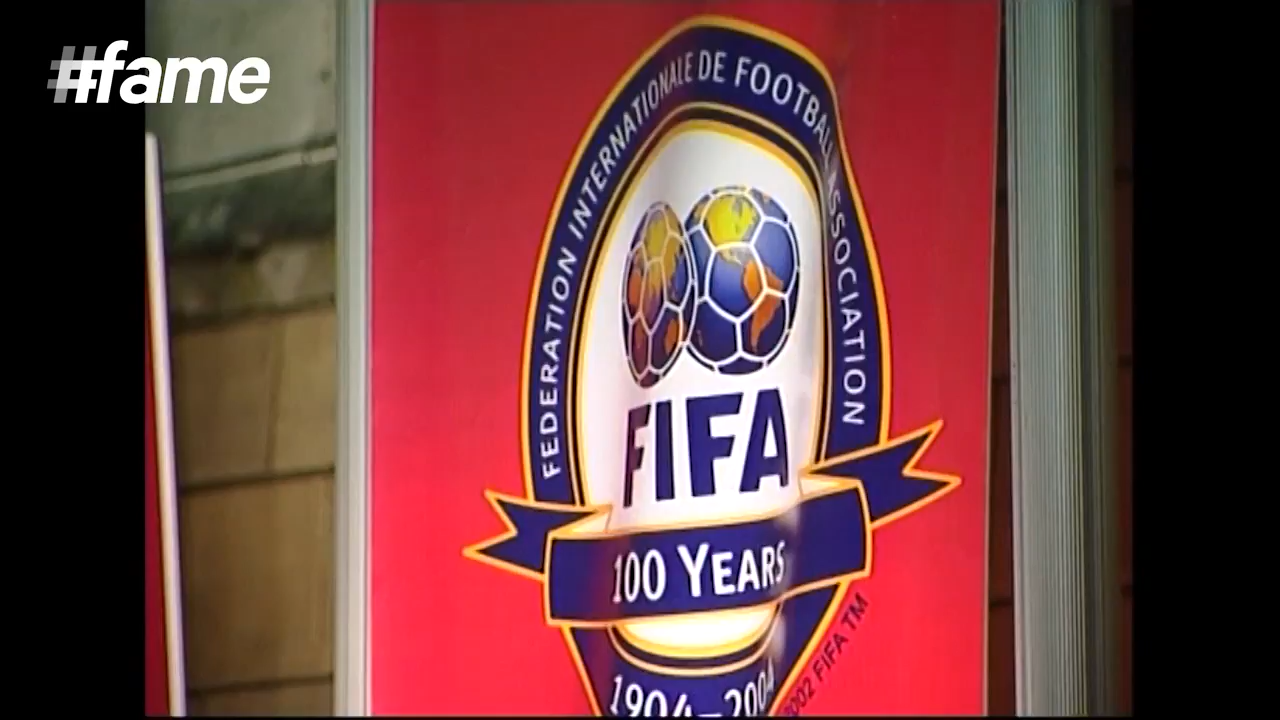 #fame
FEDERATION INTERNATIONALE DE FOOTBALL ASSOCIATION
FIFA
100 YEARS
1904-2004
2002 FIFA TM